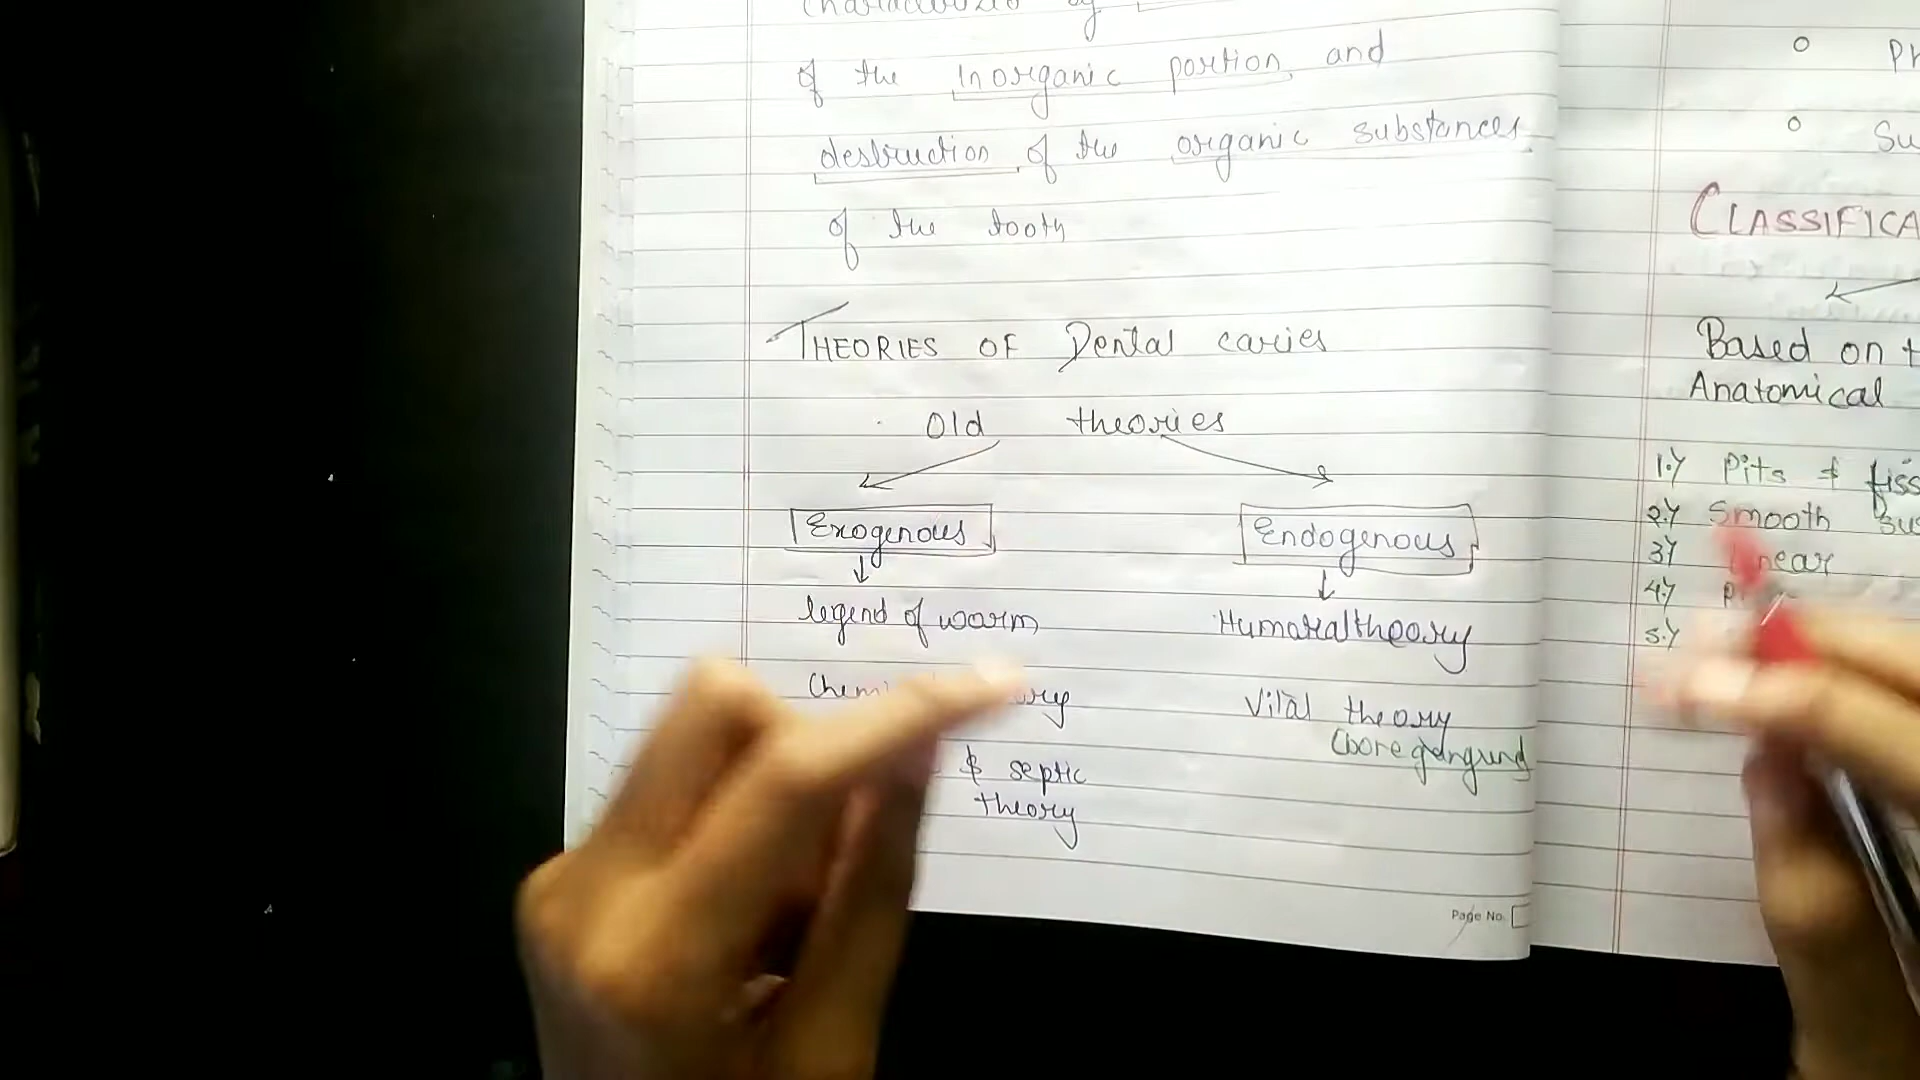 of the Inorganic portion and
destruction of the organic substances
of the tooth
THEORIES OF Dental caries
Old theories
Exogenous
Endogenous
legend of worm
Humaral theory
Vital theory
& septic
theory
Page No.
CLASSIFICA
Based on t
Anatomical
1.) Pits & fiss
2.) Smooth su
3)
4.)
5.)